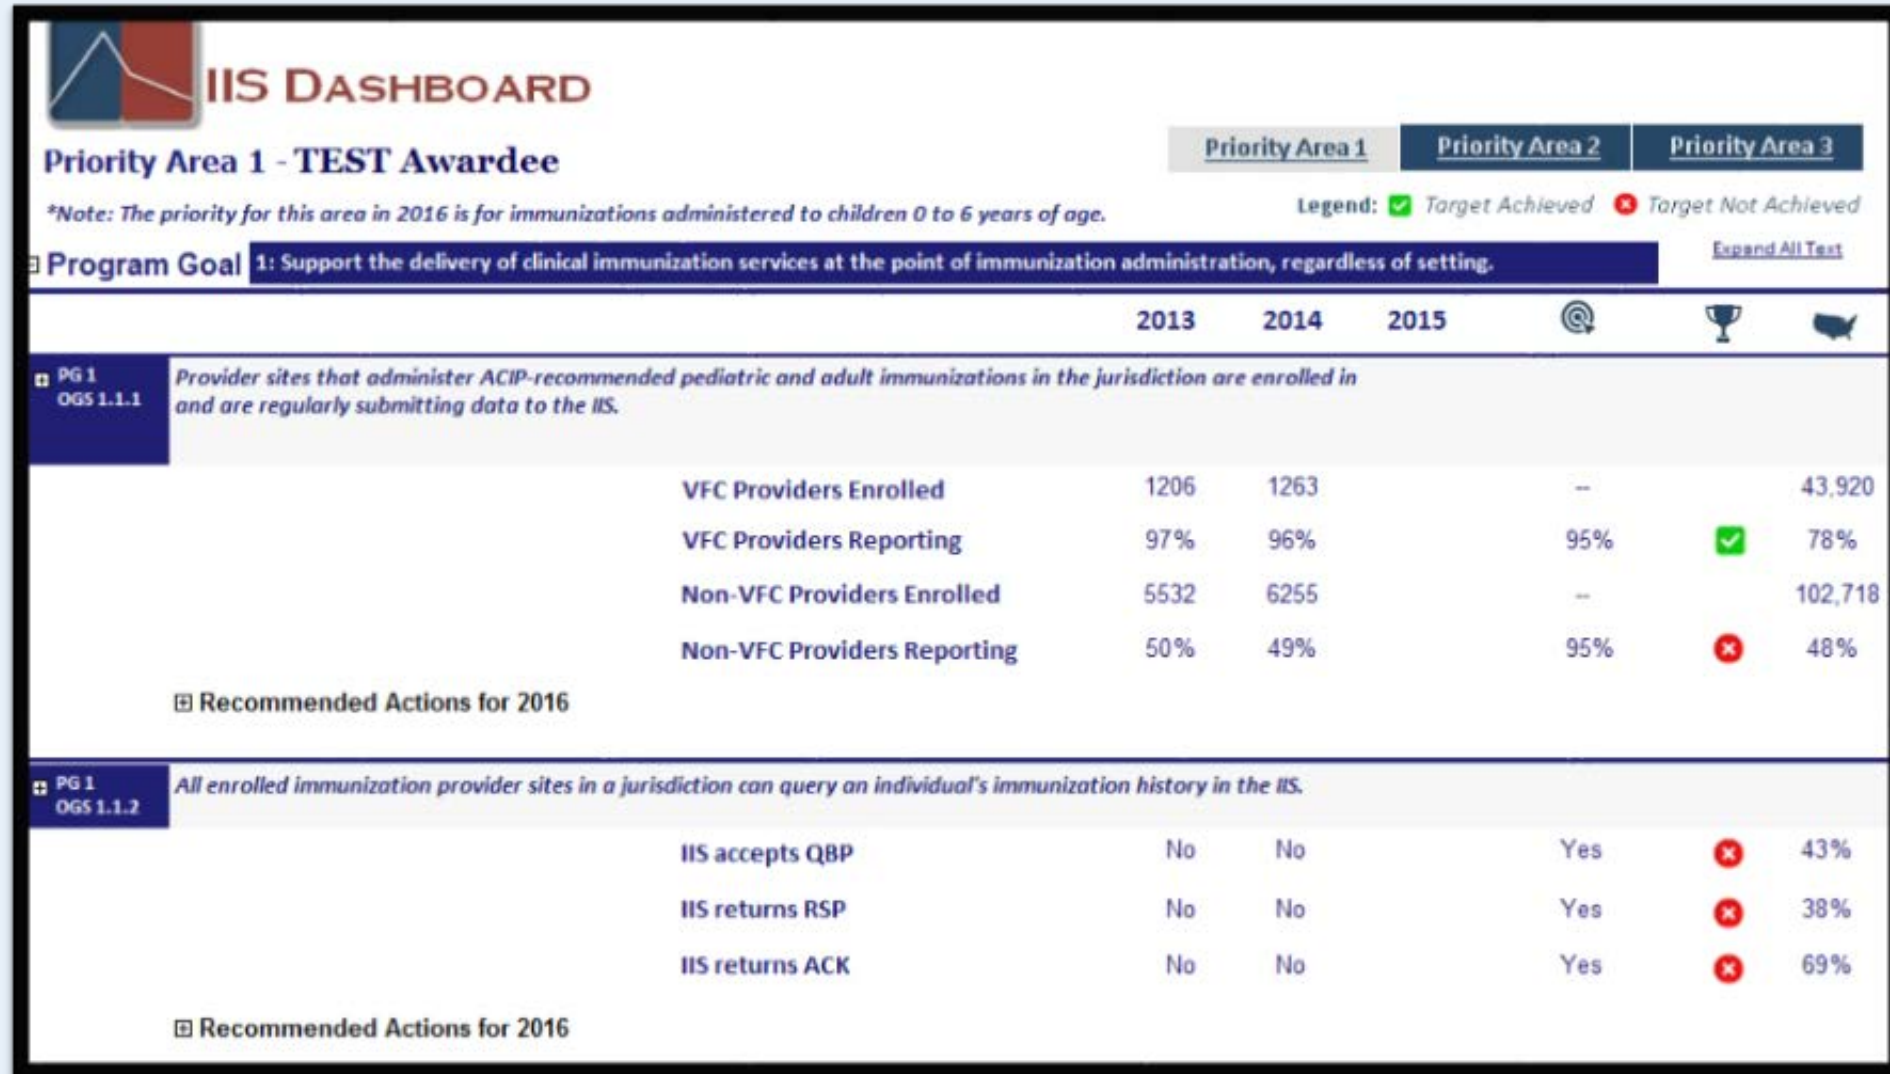 IIS DASHBOARD
Priority Area 1 - TEST Awardee
Priority Area 1 Priority Area 2 Priority Area 3
*Note: The priority for this area in 2016 is for immunizations administered to children 0 to 6 years of age.
Legend: Target Achieved Target Not Achieved
Program Goal 1: Support the delivery of clinical immunization services at the point of immunization administration, regardless of setting.
Expand All Text
2013 2014 2015
PG 1
OGS 1.1.1
Provider sites that administer ACIP-recommended pediatric and adult immunizations in the jurisdiction are enrolled in
and are regularly submitting data to the IIS.
VFC Providers Enrolled 1206 1263 -- 43,920
VFC Providers Reporting 97% 96% 95% 78%
Non-VFC Providers Enrolled 5532 6255 -- 102,718
Non-VFC Providers Reporting 50% 49% 95% 48%
Recommended Actions for 2016
PG 1
OGS 1.1.2
All enrolled immunization provider sites in a jurisdiction can query an individual's immunization history in the IIS.
IIS accepts QBP No No Yes 43%
IIS returns RSP No No Yes 38%
IIS returns ACK No No Yes 69%
Recommended Actions for 2016